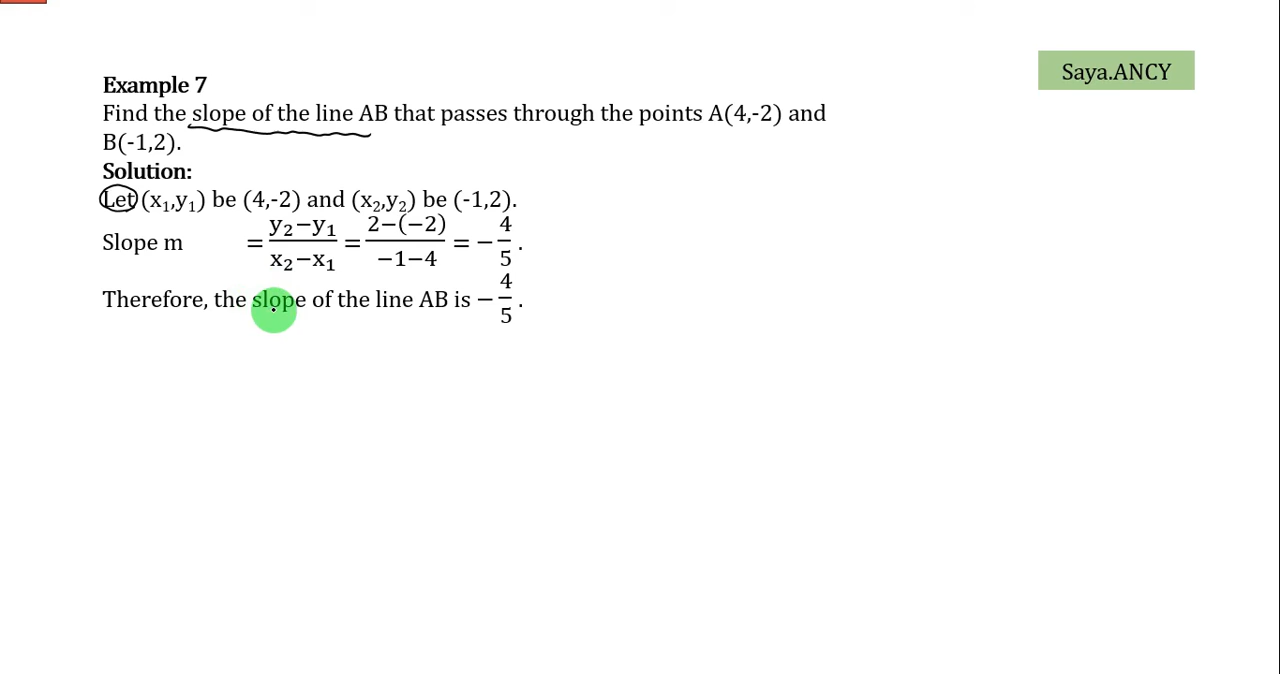 Saya.ANCY
Example 7
Find the slope of the line AB that passes through the points A(4,-2) and
B(-1,2).
Solution:
Let (x₁,y₁) be (4,-2) and (x₂,y₂) be (-1,2).
Slope m = (y₂−y₁)/(x₂−x₁) = (2−(−2))/(−1−4) = −4/5 .
Therefore, the slope of the line AB is −4/5 .